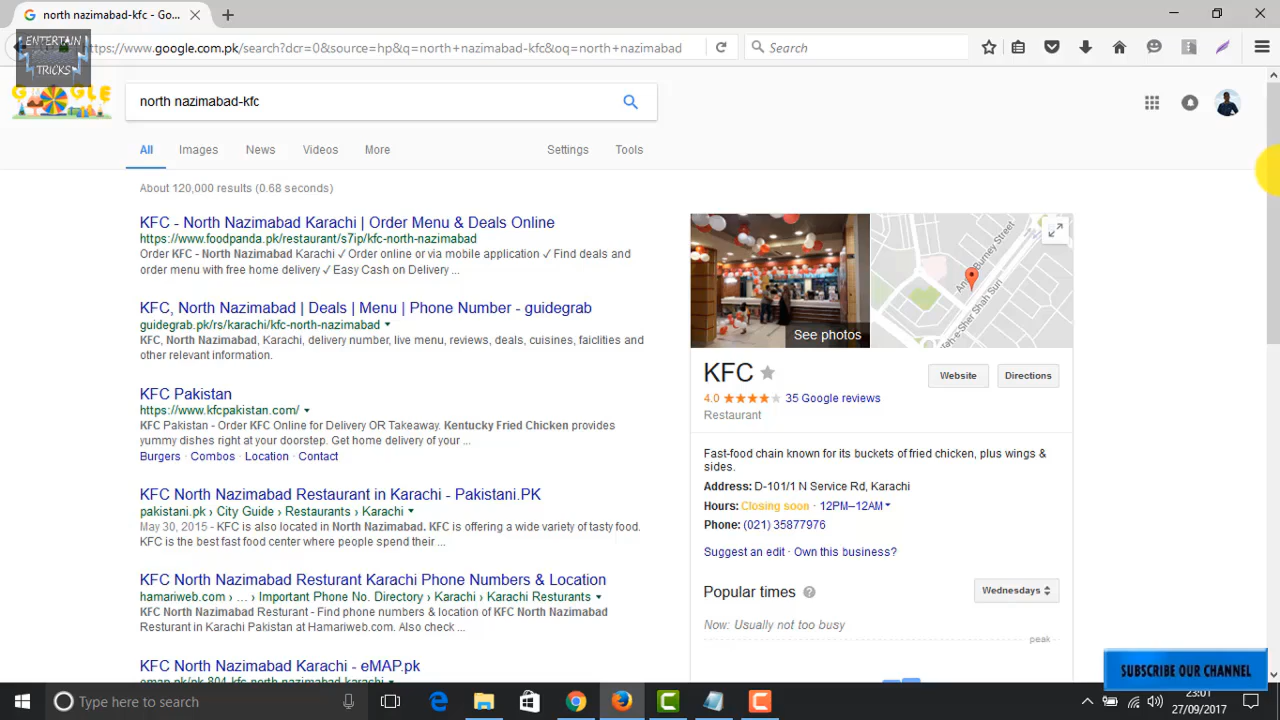 north nazimabad-kfc - Go...
ENTERTAIN
TRICKS
https://www.google.com.pk/search?dcr=0&source=hp&q=north+nazimabad-kfc&oq=north+nazimabad
Search
north nazimabad-kfc
All
Images
News
Videos
More
Settings
Tools
About 120,000 results (0.68 seconds)
KFC - North Nazimabad Karachi | Order Menu & Deals Online
https://www.foodpanda.pk/restaurant/s7ip/kfc-north-nazimabad
Order KFC - North Nazimabad Karachi ✓ Order online or via mobile application ✓ Find deals and
order menu with free home delivery ✓ Easy Cash on Delivery ...
KFC, North Nazimabad | Deals | Menu | Phone Number - guidegrab
guidegrab.pk/rs/karachi/kfc-north-nazimabad
KFC, North Nazimabad, Karachi, delivery number, live menu, reviews, deals, cuisines, faiclities and
other relevant information.
KFC Pakistan
https://www.kfcpakistan.com/
KFC Pakistan - Order KFC Online for Delivery OR Takeaway. Kentucky Fried Chicken provides
yummy dishes right at your doorstep. Get home delivery of your ...
Burgers · Combos · Location · Contact
KFC North Nazimabad Restaurant in Karachi - Pakistani.PK
pakistani.pk › City Guide › Restaurants › Karachi
May 30, 2015 - KFC is also located in North Nazimabad. KFC is offering a wide variety of tasty food.
KFC is the best fast food center where people spend their ...
KFC North Nazimabad Resturant Karachi Phone Numbers & Location
hamariweb.com › ... › Important Phone No. Directory › Karachi › Karachi Resturants
KFC North Nazimabad Resturant - Find phone numbers & location of KFC North Nazimabad
Resturant in Karachi Pakistan at Hamariweb.com. Also check ...
KFC North Nazimabad Karachi - eMAP.pk
See photos
KFC
Website
Directions
4.0 ★★★★★ 35 Google reviews
Restaurant
Fast-food chain known for its buckets of fried chicken, plus wings &
sides.
Address: D-101/1 N Service Rd, Karachi
Hours: Closing soon · 12PM–12AM
Phone: (021) 35877976
Suggest an edit · Own this business?
Popular times
Wednesdays
Now: Usually not too busy
peak
SUBSCRIBE OUR CHANNEL
Type here to search
23:01
27/09/2017